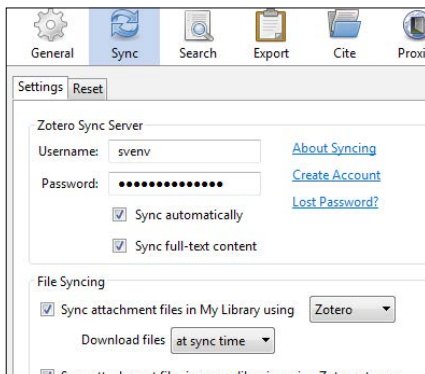 General Sync Search Export Cite Proxi
Settings Reset
Zotero Sync Server
Username: svenv About Syncing
Password: •••••••••••••• Create Account
Lost Password?
Sync automatically
Sync full-text content
File Syncing
Sync attachment files in My Library using Zotero
Download files at sync time